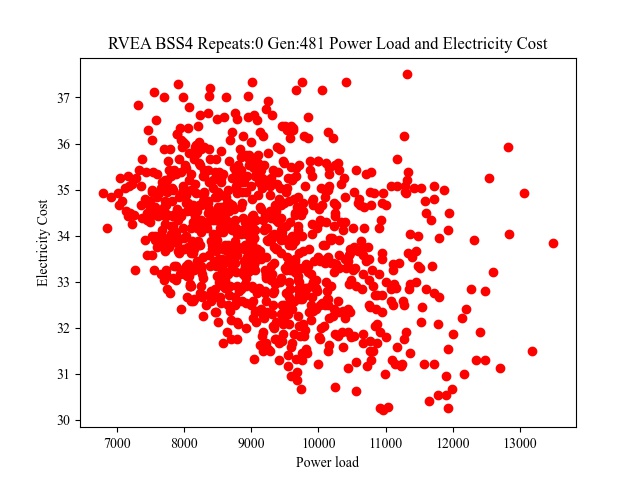 RVEA BSS4 Repeats:0 Gen:481 Power Load and Electricity Cost
37
36
35
34
33
32
31
30
Electricity Cost
7000 8000 9000 10000 11000 12000 13000
Power load